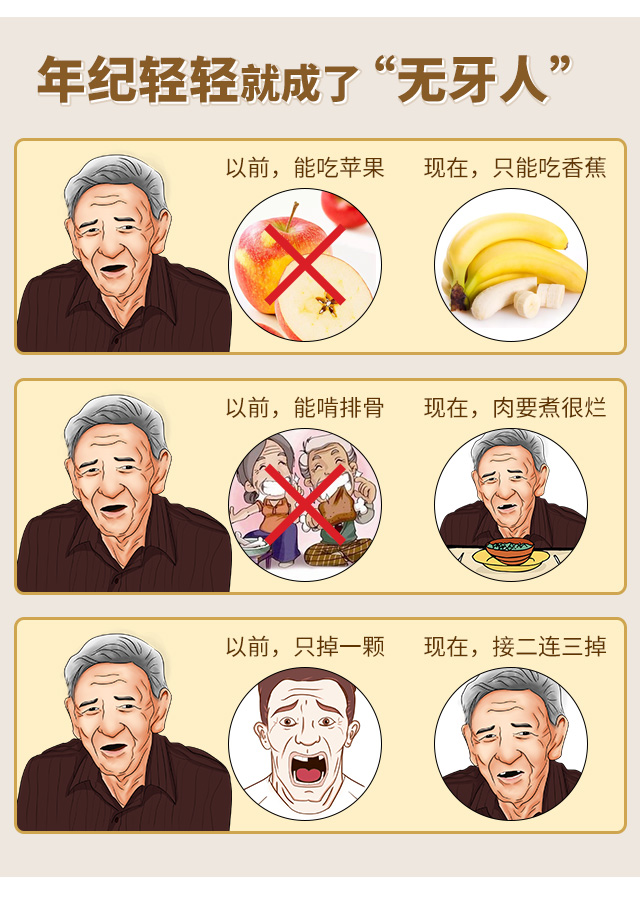 年纪轻轻就成了“无牙人”
以前，能吃苹果
现在，只能吃香蕉
以前，能啃排骨
现在，肉要煮很烂
以前，只掉一颗
现在，接二连三掉